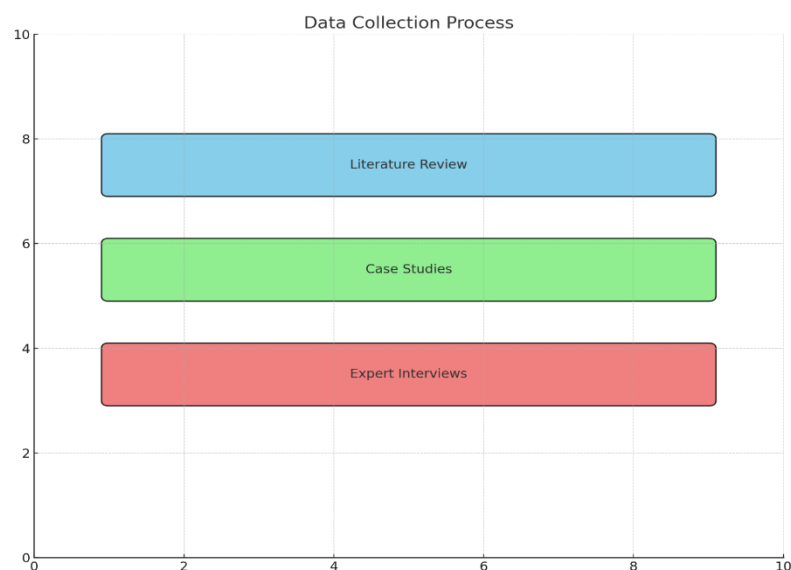 Data Collection Process
10
8
Literature Review
6
Case Studies
4
Expert Interviews
2
0
0 2 4 6 8 10